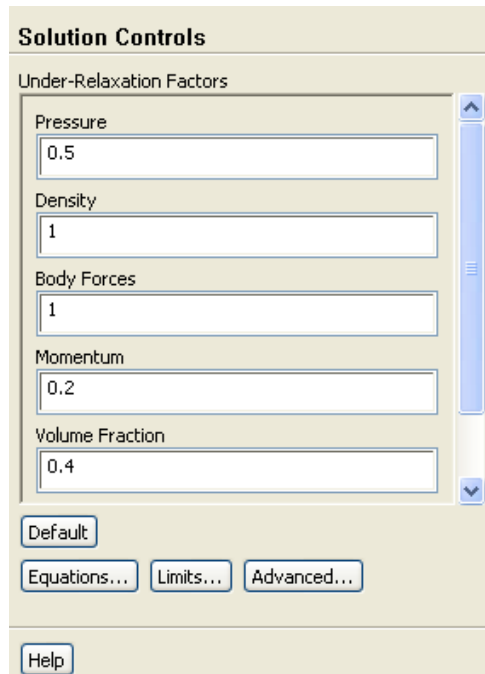 Solution Controls
Under-Relaxation Factors
Pressure
0.5
Density
1
Body Forces
1
Momentum
0.2
Volume Fraction
0.4
Default
Equations... Limits... Advanced...
Help